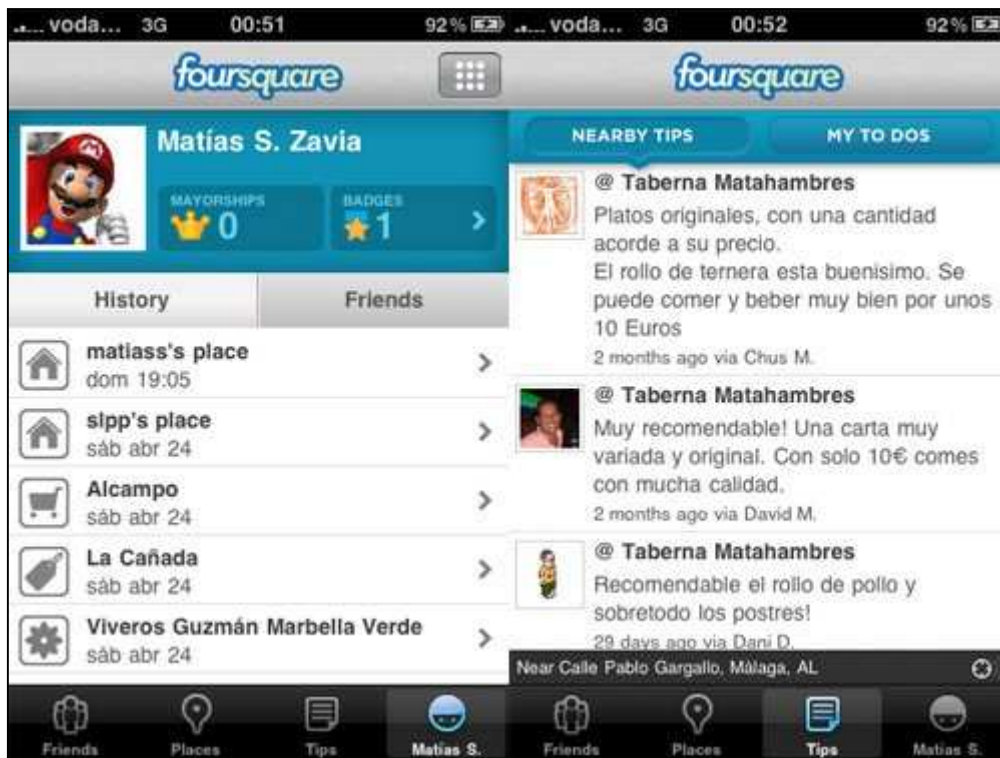 voda... 3G 00:51 92%
foursquare
Matías S. Zavia
MAYORSHIPS
0
BADGES
1
History
Friends
matiass's place
dom 19:05
slpp's place
sáb abr 24
Alcampo
sáb abr 24
La Cañada
sáb abr 24
Viveros Guzmán Marbella Verde
sáb abr 24
Friends
Places
Tips
Matías S.
voda... 3G 00:52 92%
foursquare
NEARBY TIPS
MY TO DOS
@ Taberna Matahambres
Platos originales, con una cantidad
acorde a su precio.
El rollo de ternera esta buenisimo. Se
puede comer y beber muy bien por unos
10 Euros
2 months ago via Chus M.
@ Taberna Matahambres
Muy recomendable! Una carta muy
variada y original. Con solo 10€ comes
con mucha calidad.
2 months ago via David M.
@ Taberna Matahambres
Recomendable el rollo de pollo y
sobretodo los postres!
29 days ago via Dani D.
Near Calle Pablo Gargallo, Málaga, AL
Friends
Places
Tips
Matías S.